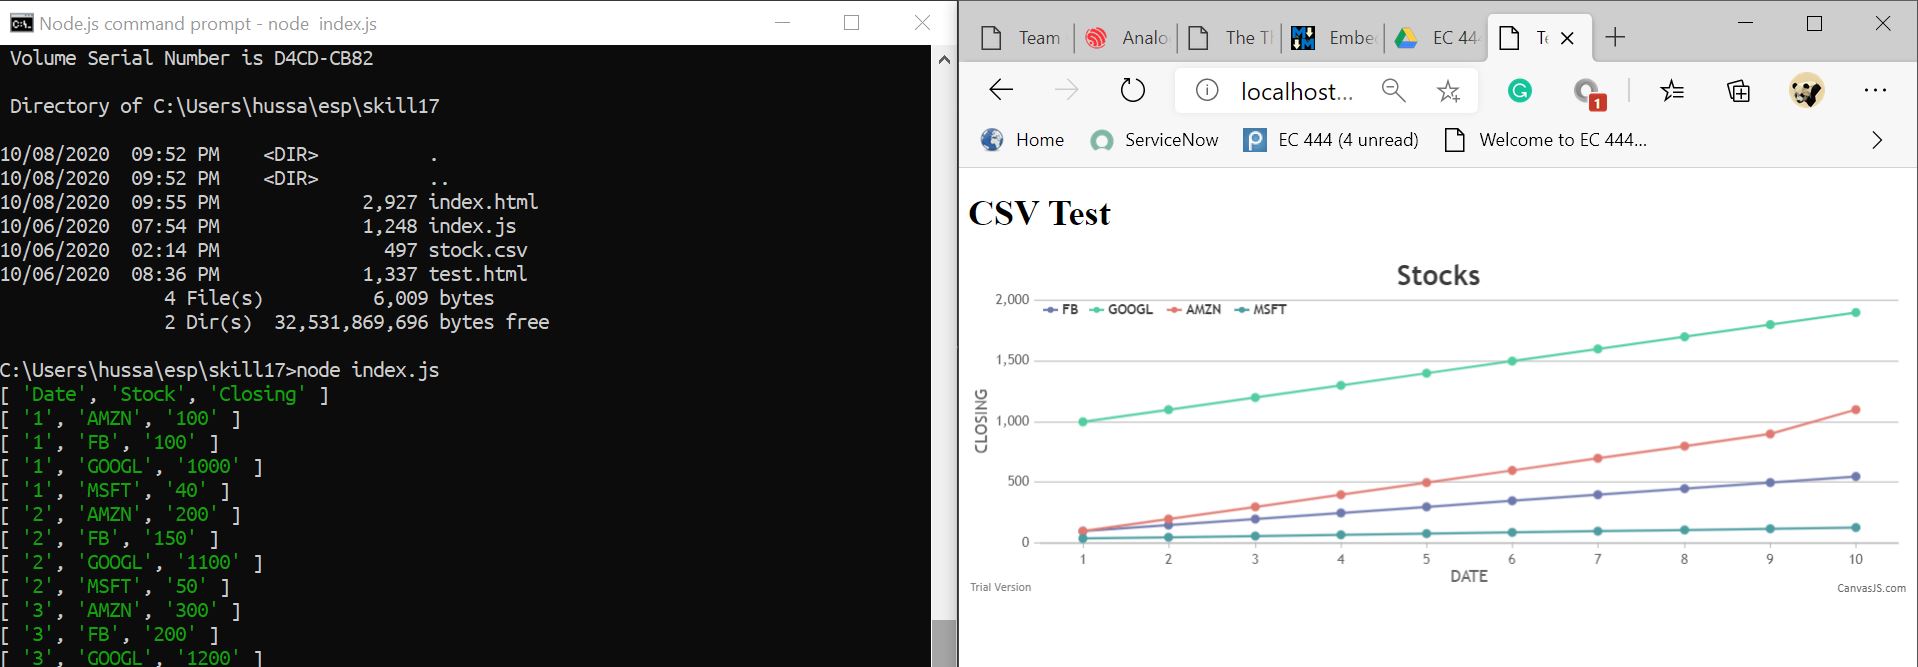 Node.js command prompt - node  index.js
 Volume Serial Number is D4CD-CB82
 Directory of C:\Users\hussa\esp\skill17
10/08/2020  09:52 PM    <DIR>          .
10/08/2020  09:52 PM    <DIR>          ..
10/08/2020  09:55 PM             2,927 index.html
10/06/2020  07:54 PM             1,248 index.js
10/06/2020  02:14 PM               497 stock.csv
10/06/2020  08:36 PM             1,337 test.html
               4 File(s)          6,009 bytes
               2 Dir(s)  32,531,869,696 bytes free
C:\Users\hussa\esp\skill17>node index.js
[ 'Date', 'Stock', 'Closing' ]
[ '1', 'AMZN', '100' ]
[ '1', 'FB', '100' ]
[ '1', 'GOOGL', '1000' ]
[ '1', 'MSFT', '40' ]
[ '2', 'AMZN', '200' ]
[ '2', 'FB', '150' ]
[ '2', 'GOOGL', '1100' ]
[ '2', 'MSFT', '50' ]
[ '3', 'AMZN', '300' ]
[ '3', 'FB', '200' ]
[ '3', 'GOOGL', '1200' ]
Team Analo The Th Embe EC 44 Te
localhost... 1
Home ServiceNow EC 444 (4 unread) Welcome to EC 444...
CSV Test
Stocks
FB GOOGL AMZN MSFT
2,000
1,500
1,000
500
0
CLOSING
1 2 3 4 5 6 7 8 9 10
DATE
Trial Version
CanvasJS.com